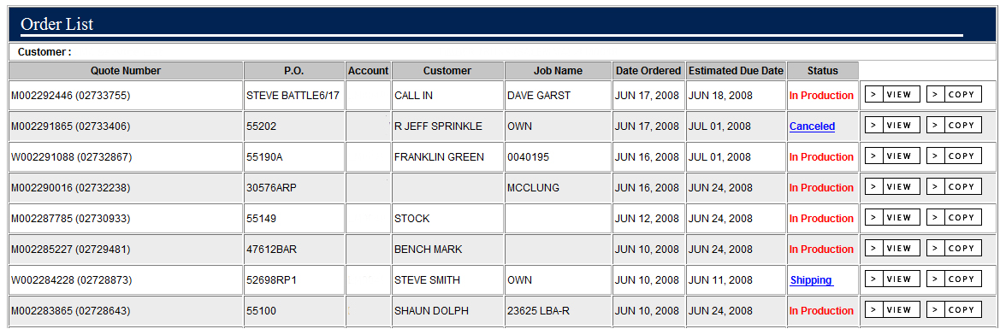 Order List
Customer :
Quote Number P.O. Account Customer Job Name Date Ordered Estimated Due Date Status
M002292446 (02733755) STEVE BATTLE6/17 CALL IN DAVE GARST JUN 17, 2008 JUN 18, 2008 In Production > VIEW > COPY
M002291865 (02733406) 55202 R JEFF SPRINKLE OWN JUN 17, 2008 JUL 01, 2008 Canceled > VIEW > COPY
W002291088 (02732867) 55190A FRANKLIN GREEN 0040195 JUN 16, 2008 JUL 01, 2008 In Production > VIEW > COPY
M002290016 (02732238) 30576ARP MCCLUNG JUN 16, 2008 JUN 24, 2008 In Production > VIEW > COPY
M002287785 (02730933) 55149 STOCK JUN 12, 2008 JUN 24, 2008 In Production > VIEW > COPY
M002285227 (02729481) 47612BAR BENCH MARK JUN 10, 2008 JUN 24, 2008 In Production > VIEW > COPY
W002284228 (02728873) 52698RP1 STEVE SMITH OWN JUN 10, 2008 JUN 11, 2008 Shipping > VIEW > COPY
M002283865 (02728643) 55100 SHAUN DOLPH 23625 LBA-R JUN 10, 2008 JUN 24, 2008 In Production > VIEW > COPY